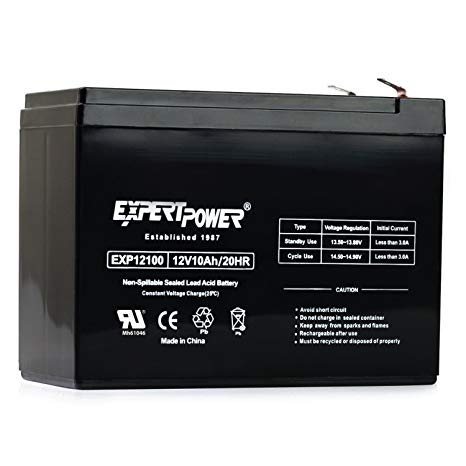 EXPERTPOWER®
Established 1987
EXP12100 12V10Ah/20HR
Non-Spillable Sealed Lead Acid Battery
Constant Voltage Charge(25ºC)
MH61046
Pb
Pb
Made in China
Type Voltage Regulation Initial Current
Standby Use 13.50~13.80V Less than 3.0A
Cycle Use 14.50~14.90V Less than 3.0A
CAUTION
Avoid short circuit
Do not charge in sealed container
Keep away from sparks and flames
Recharge after use
Must be recycled or disposed of properly